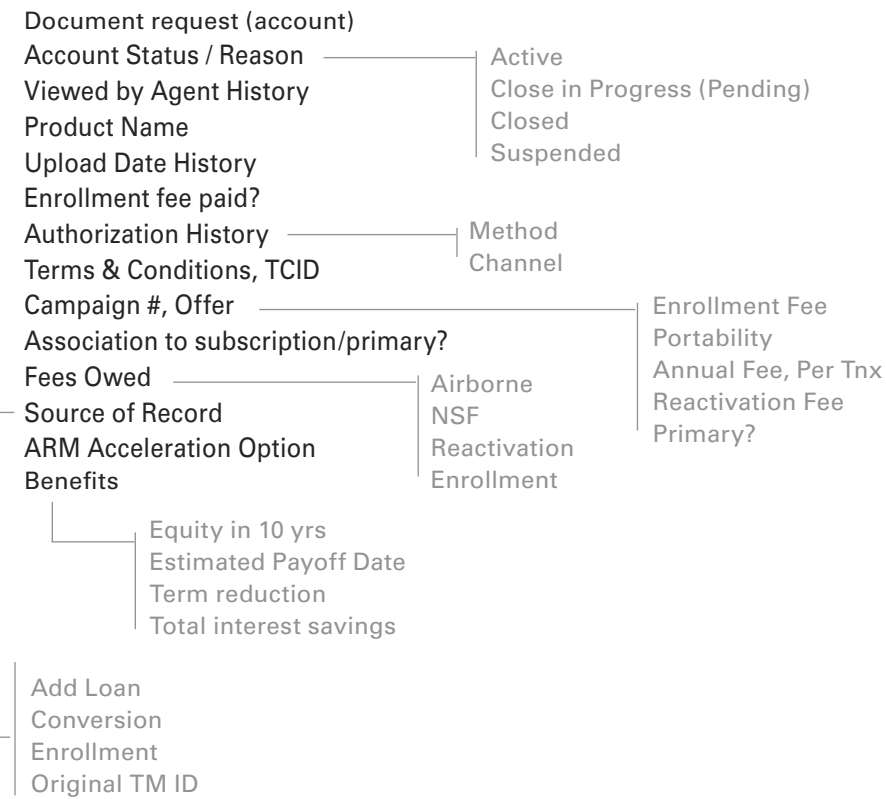 Document request (account)
Account Status / Reason
Active
Close in Progress (Pending)
Closed
Suspended
Viewed by Agent History
Product Name
Upload Date History
Enrollment fee paid?
Authorization History
Method
Channel
Terms & Conditions, TCID
Campaign #, Offer
Enrollment Fee
Portability
Annual Fee, Per Tnx
Reactivation Fee
Primary?
Association to subscription/primary?
Fees Owed
Airborne
NSF
Reactivation
Enrollment
Source of Record
ARM Acceleration Option
Benefits
Equity in 10 yrs
Estimated Payoff Date
Term reduction
Total interest savings
Add Loan
Conversion
Enrollment
Original TM ID